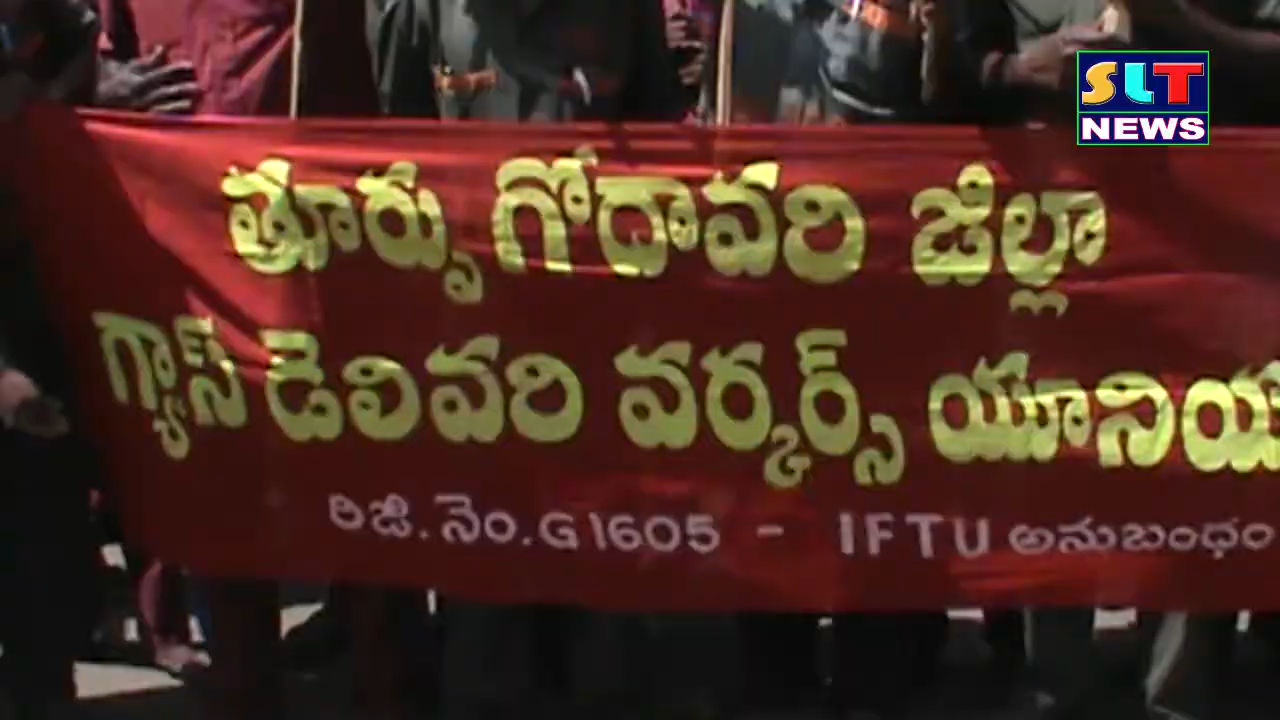 SLT
NEWS
తూర్పు గోదావరి జిల్లా
గ్యాస్ డెలివరి వర్కర్స్ యూనియ
రిజి.నెం.G1605 - IFTU అనుబంధం